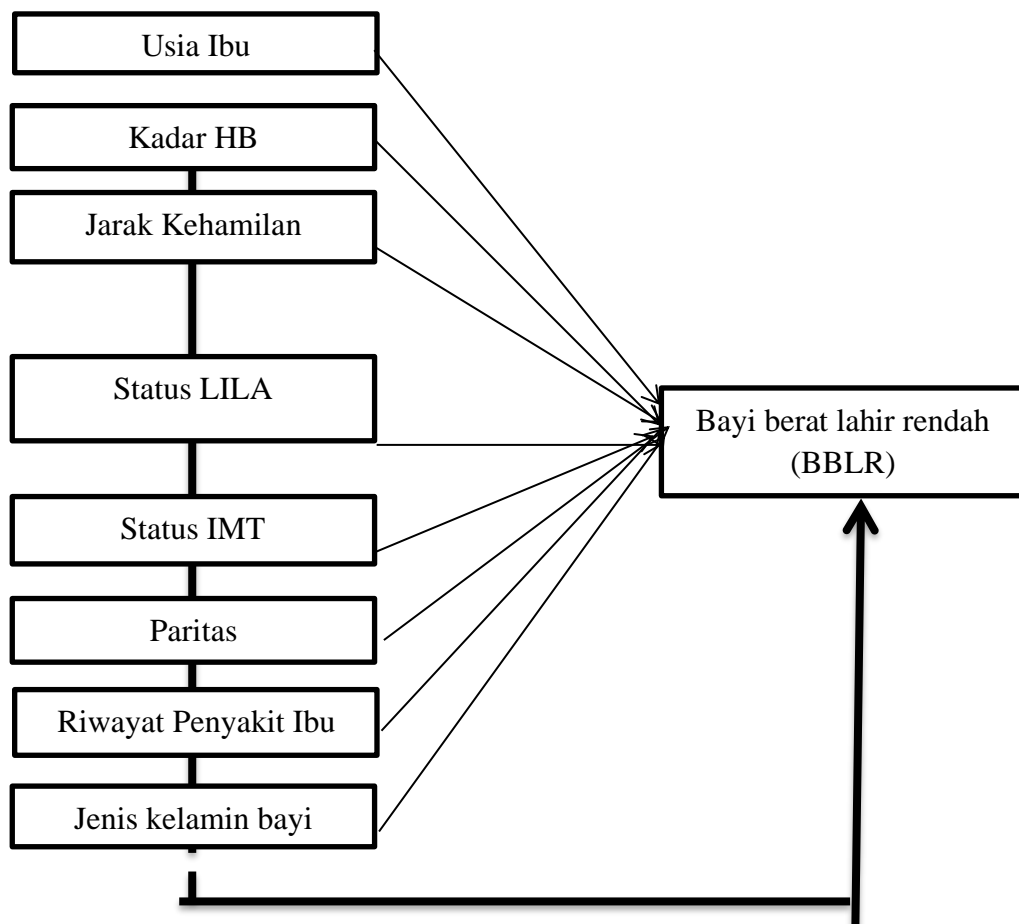 Usia Ibu
Kadar HB
Jarak Kehamilan
Status LILA
Status IMT
Paritas
Riwayat Penyakit Ibu
Jenis kelamin bayi
Bayi berat lahir rendah
(BBLR)